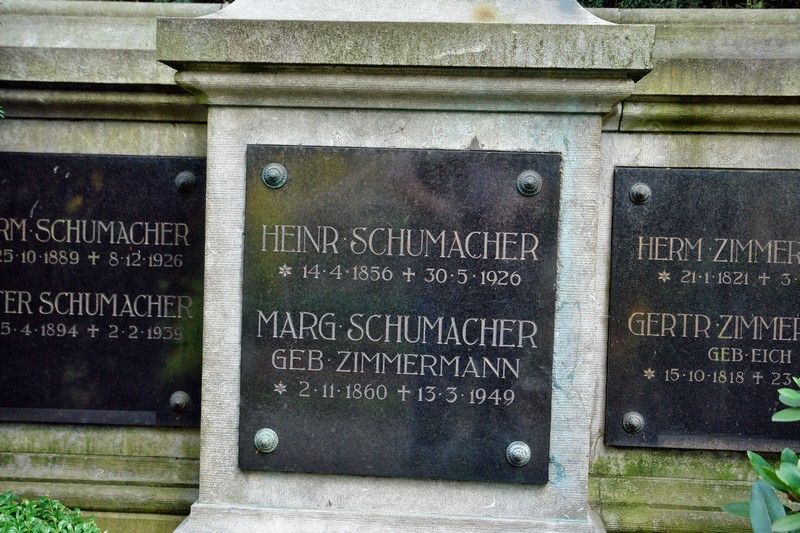 RM·SCHUMACHER
25·10·1889 ✝ 8·12·1926
TER SCHUMACHER
5·4·1894 ✝ 2·2·1939
HEINR·SCHUMACHER
✲ 14·4·1856 ✝ 30·5·1926
MARG·SCHUMACHER
GEB·ZIMMERMANN
✲ 2·11·1860 ✝ 13·3·1949
HERM·ZIMMER
✲ 21·1·1821 ✝ 3·
GERTR·ZIMMER
GEB·EICH
✲ 15·10·1818 ✝ 23